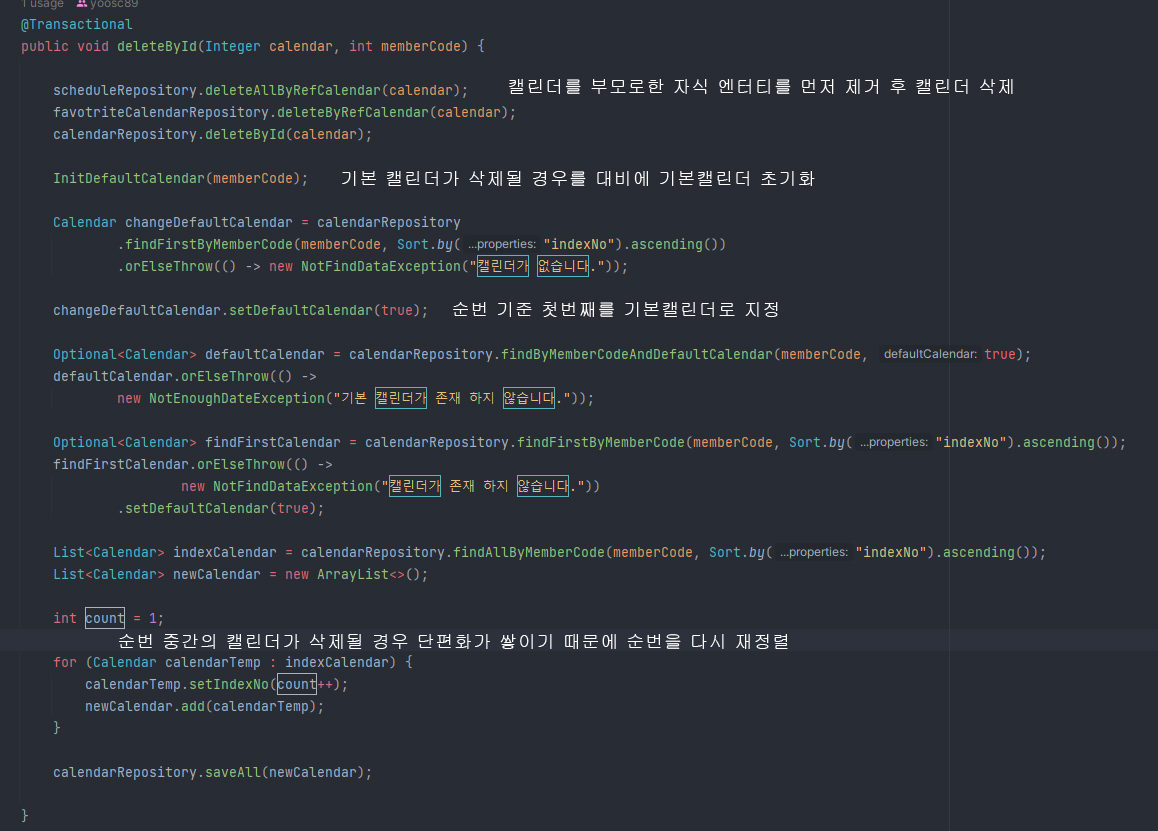 1 usage yoosc89
@Transactional
public void deleteById(Integer calendar, int memberCode) {
scheduleRepository.deleteAllByRefCalendar(calendar); 캘린더를 부모로한 자식 엔터티를 먼저 제거 후 캘린더 삭제
favotriteCalendarRepository.deleteByRefCalendar(calendar);
calendarRepository.deleteById(calendar);
InitDefaultCalendar(memberCode); 기본 캘린더가 삭제될 경우를 대비에 기본캘린더 초기화
Calendar changeDefaultCalendar = calendarRepository
.findFirstByMemberCode(memberCode, Sort.by( ...properties: "indexNo").ascending())
.orElseThrow(() -> new NotFindDataException("캘린더가 없습니다."));
changeDefaultCalendar.setDefaultCalendar(true); 순번 기준 첫번째를 기본캘린더로 지정
Optional<Calendar> defaultCalendar = calendarRepository.findByMemberCodeAndDefaultCalendar(memberCode, defaultCalendar: true);
defaultCalendar.orElseThrow(() ->
new NotEnoughDateException("기본 캘린더가 존재 하지 않습니다."));
Optional<Calendar> findFirstCalendar = calendarRepository.findFirstByMemberCode(memberCode, Sort.by( ...properties: "indexNo").ascending());
findFirstCalendar.orElseThrow(() ->
new NotFindDataException("캘린더가 존재 하지 않습니다."))
.setDefaultCalendar(true);
List<Calendar> indexCalendar = calendarRepository.findAllByMemberCode(memberCode, Sort.by( ...properties: "indexNo").ascending());
List<Calendar> newCalendar = new ArrayList<>();
int count = 1;
순번 중간의 캘린더가 삭제될 경우 단편화가 쌓이기 때문에 순번을 다시 재정렬
for (Calendar calendarTemp : indexCalendar) {
calendarTemp.setIndexNo(count++);
newCalendar.add(calendarTemp);
}
calendarRepository.saveAll(newCalendar);
}